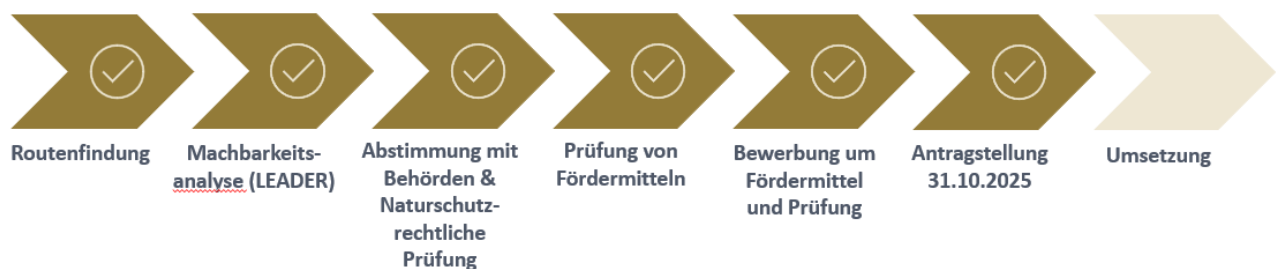 Routenfindung
Machbarkeits-
analyse (LEADER)
Abstimmung mit
Behörden &
Naturschutz-
rechtliche
Prüfung
Prüfung von
Fördermitteln
Bewerbung um
Fördermittel
und Prüfung
Antragstellung
31.10.2025
Umsetzung